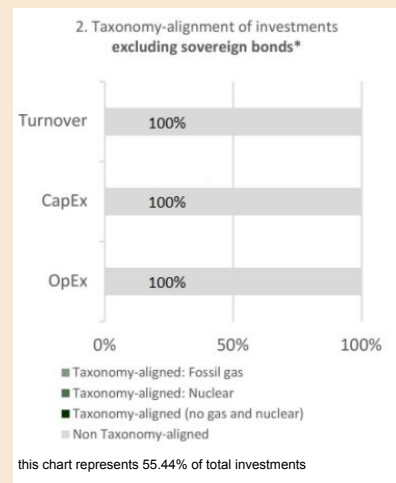 2. Taxonomy-alignment of investments
excluding sovereign bonds*
Turnover
100%
CapEx
100%
OpEx
100%
0%
50%
100%
Taxonomy-aligned: Fossil gas
Taxonomy-aligned: Nuclear
Taxonomy-aligned (no gas and nuclear)
Non Taxonomy-aligned
this chart represents 55.44% of total investments